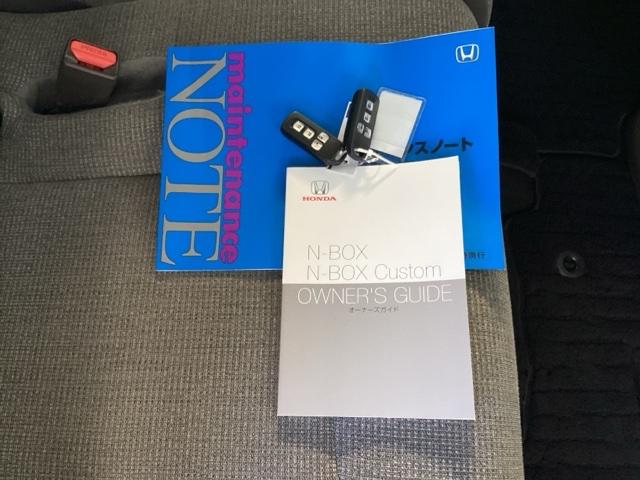 maintenance
NOTE
スノート
HONDA
N-BOX
N-BOX Custom
OWNER'S GUIDE
オーナーズガイド
PRESS